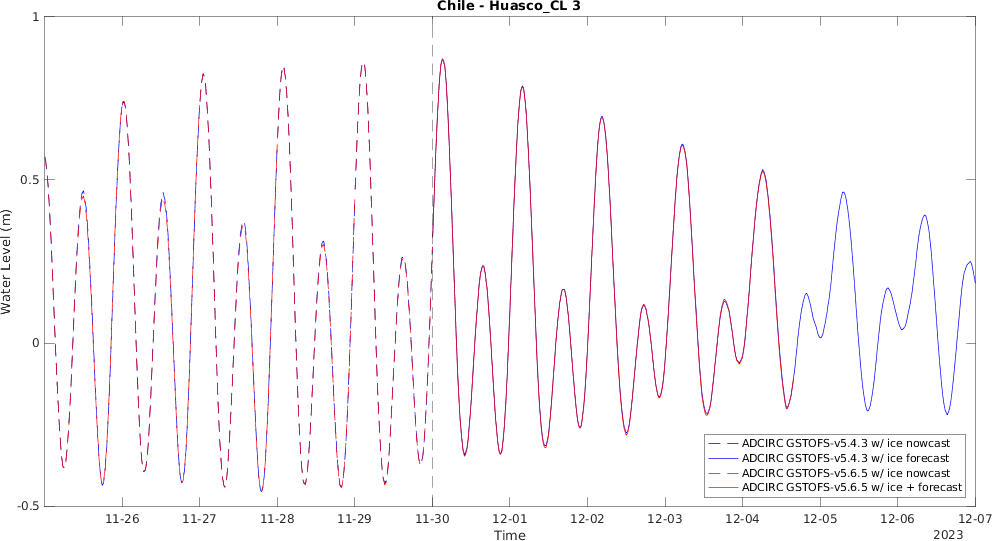 Chile - Huasco_CL 3
1
0.5
0
-0.5
Water Level (m)
11-26
11-27
11-28
11-29
11-30
12-01
12-02
12-03
12-04
12-05
12-06
12-07
Time
2023
ADCIRC GSTOFS-v5.4.3 w/ ice nowcast
ADCIRC GSTOFS-v5.4.3 w/ ice forecast
ADCIRC GSTOFS-v5.6.5 w/ ice nowcast
ADCIRC GSTOFS-v5.6.5 w/ ice + forecast